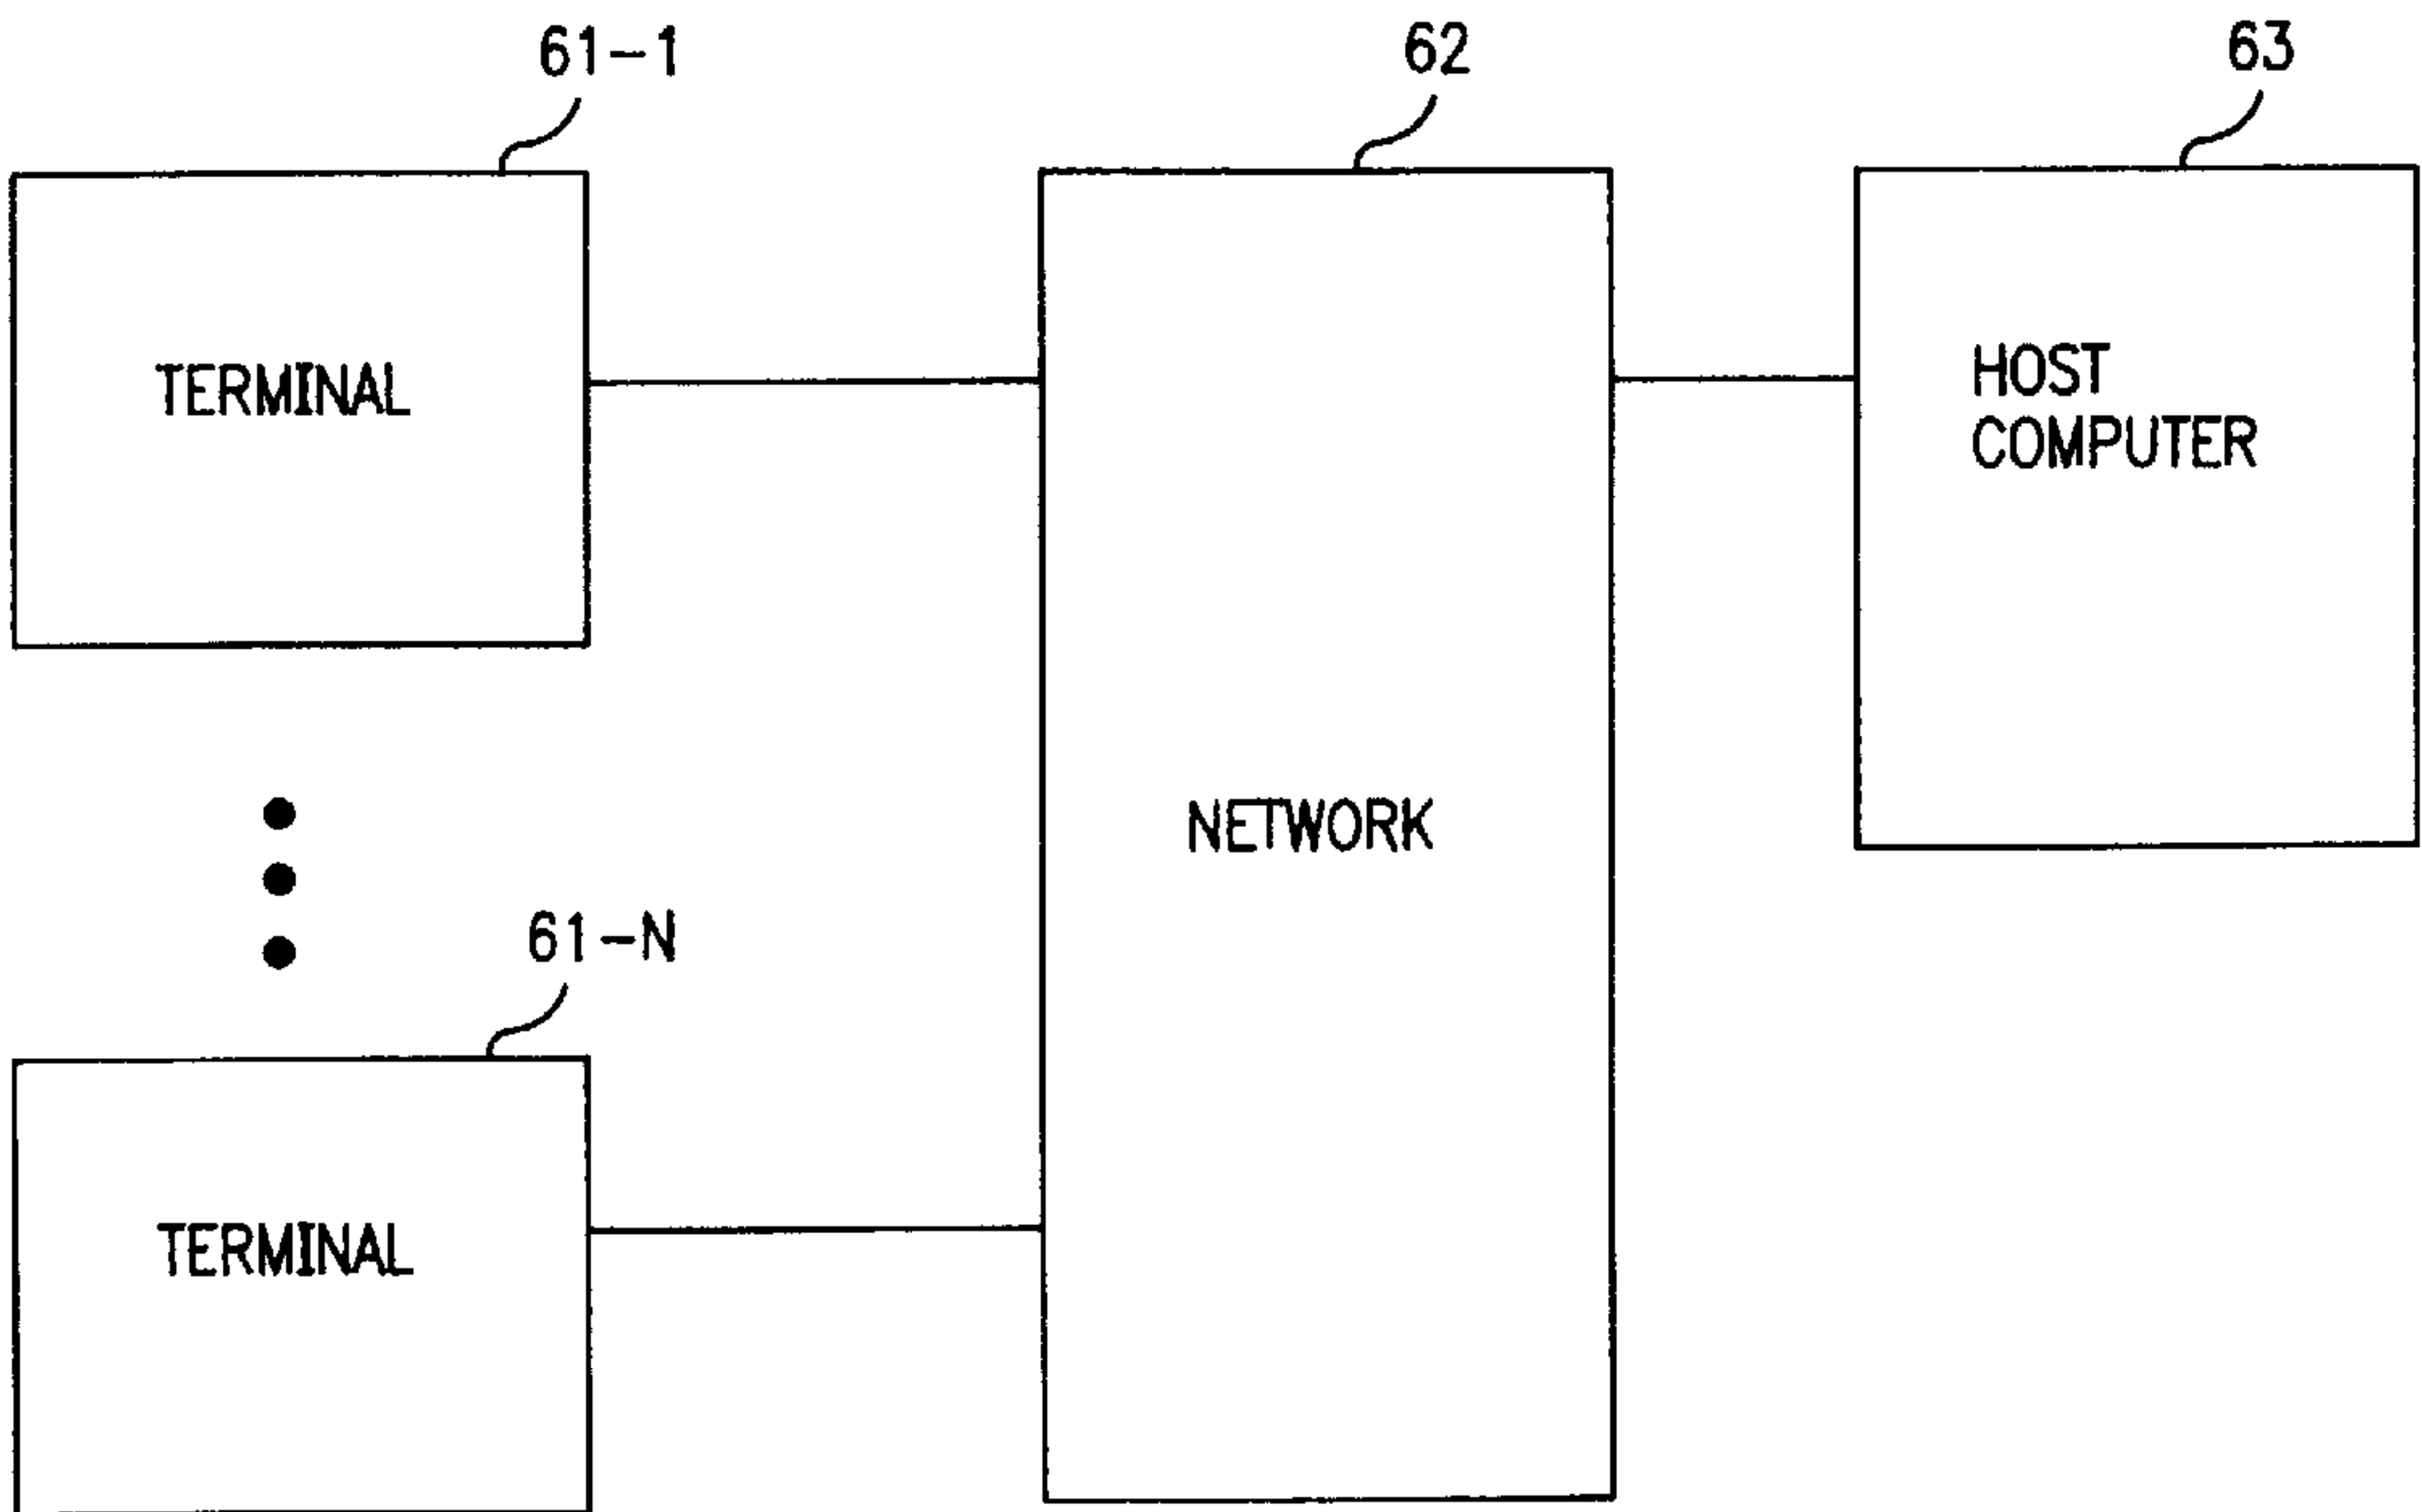 61-1
62
63
TERMINAL
HOST
COMPUTER
NETWORK
61-N
TERMINAL